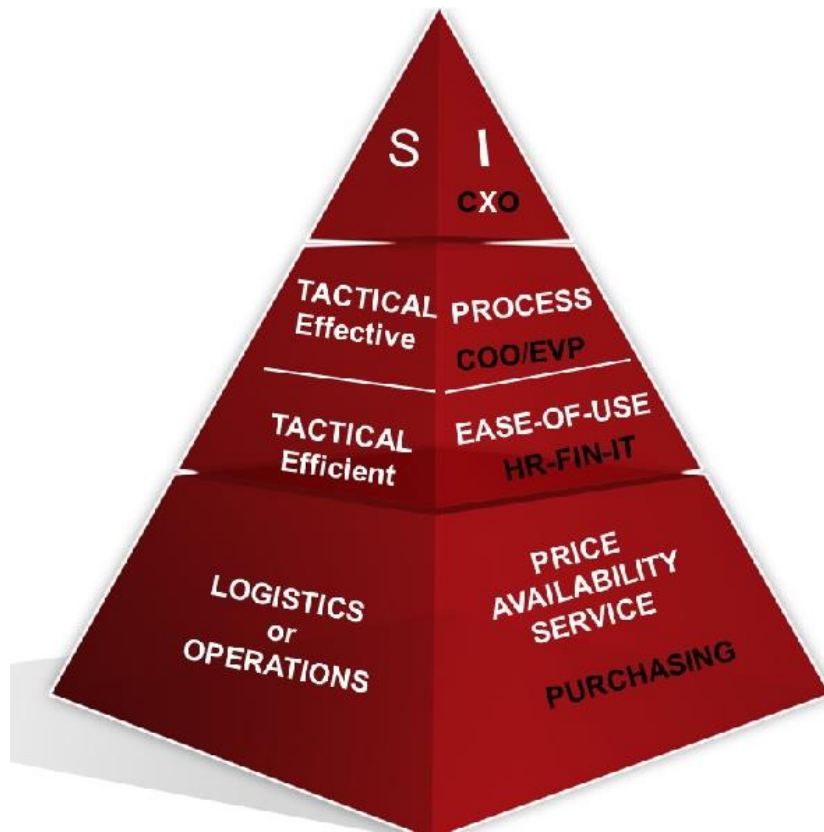 S I
CXO
TACTICAL
Effective
PROCESS
COO/EVP
TACTICAL
Efficient
EASE-OF-USE
HR-FIN-IT
LOGISTICS
or
OPERATIONS
PRICE
AVAILABILITY
SERVICE
PURCHASING